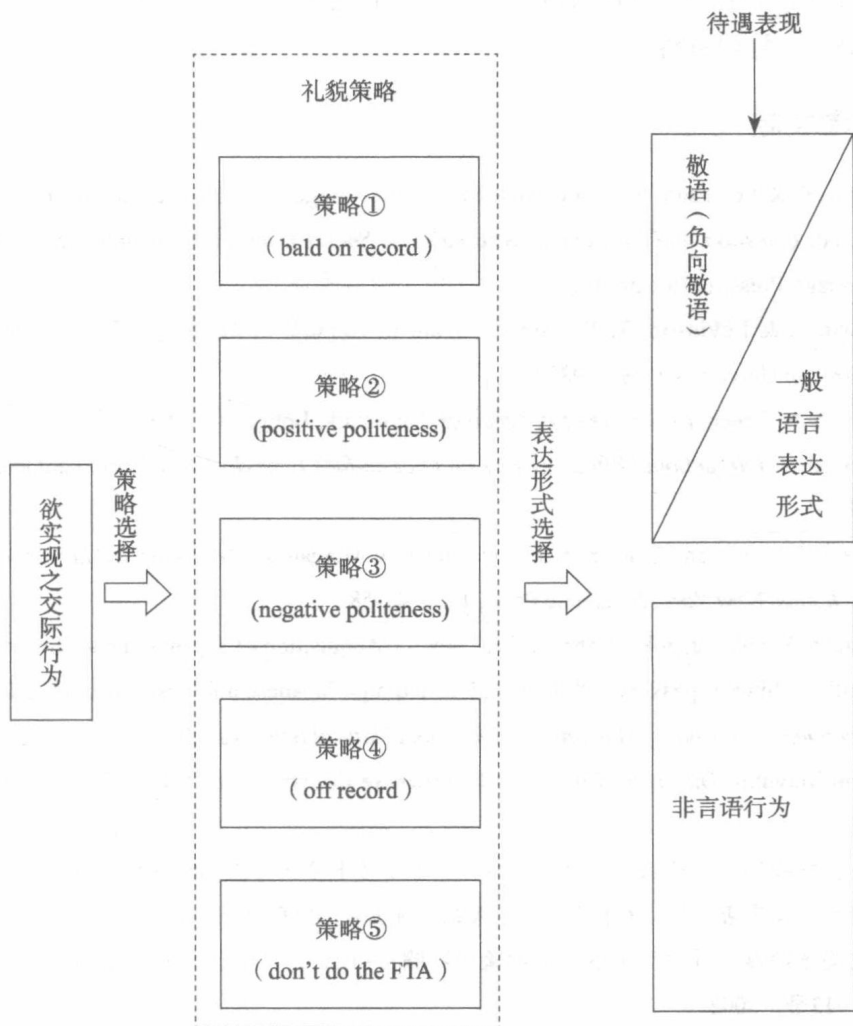 待遇表现
礼貌策略
策略①
（bald on record）
策略②
(positive politeness)
策略③
(negative politeness)
策略④
（off record）
策略⑤
（don't do the FTA）
欲实现之交际行为
策略选择
表达形式选择
敬语（负向敬语）
一般
语言
表达
形式
非言语行为